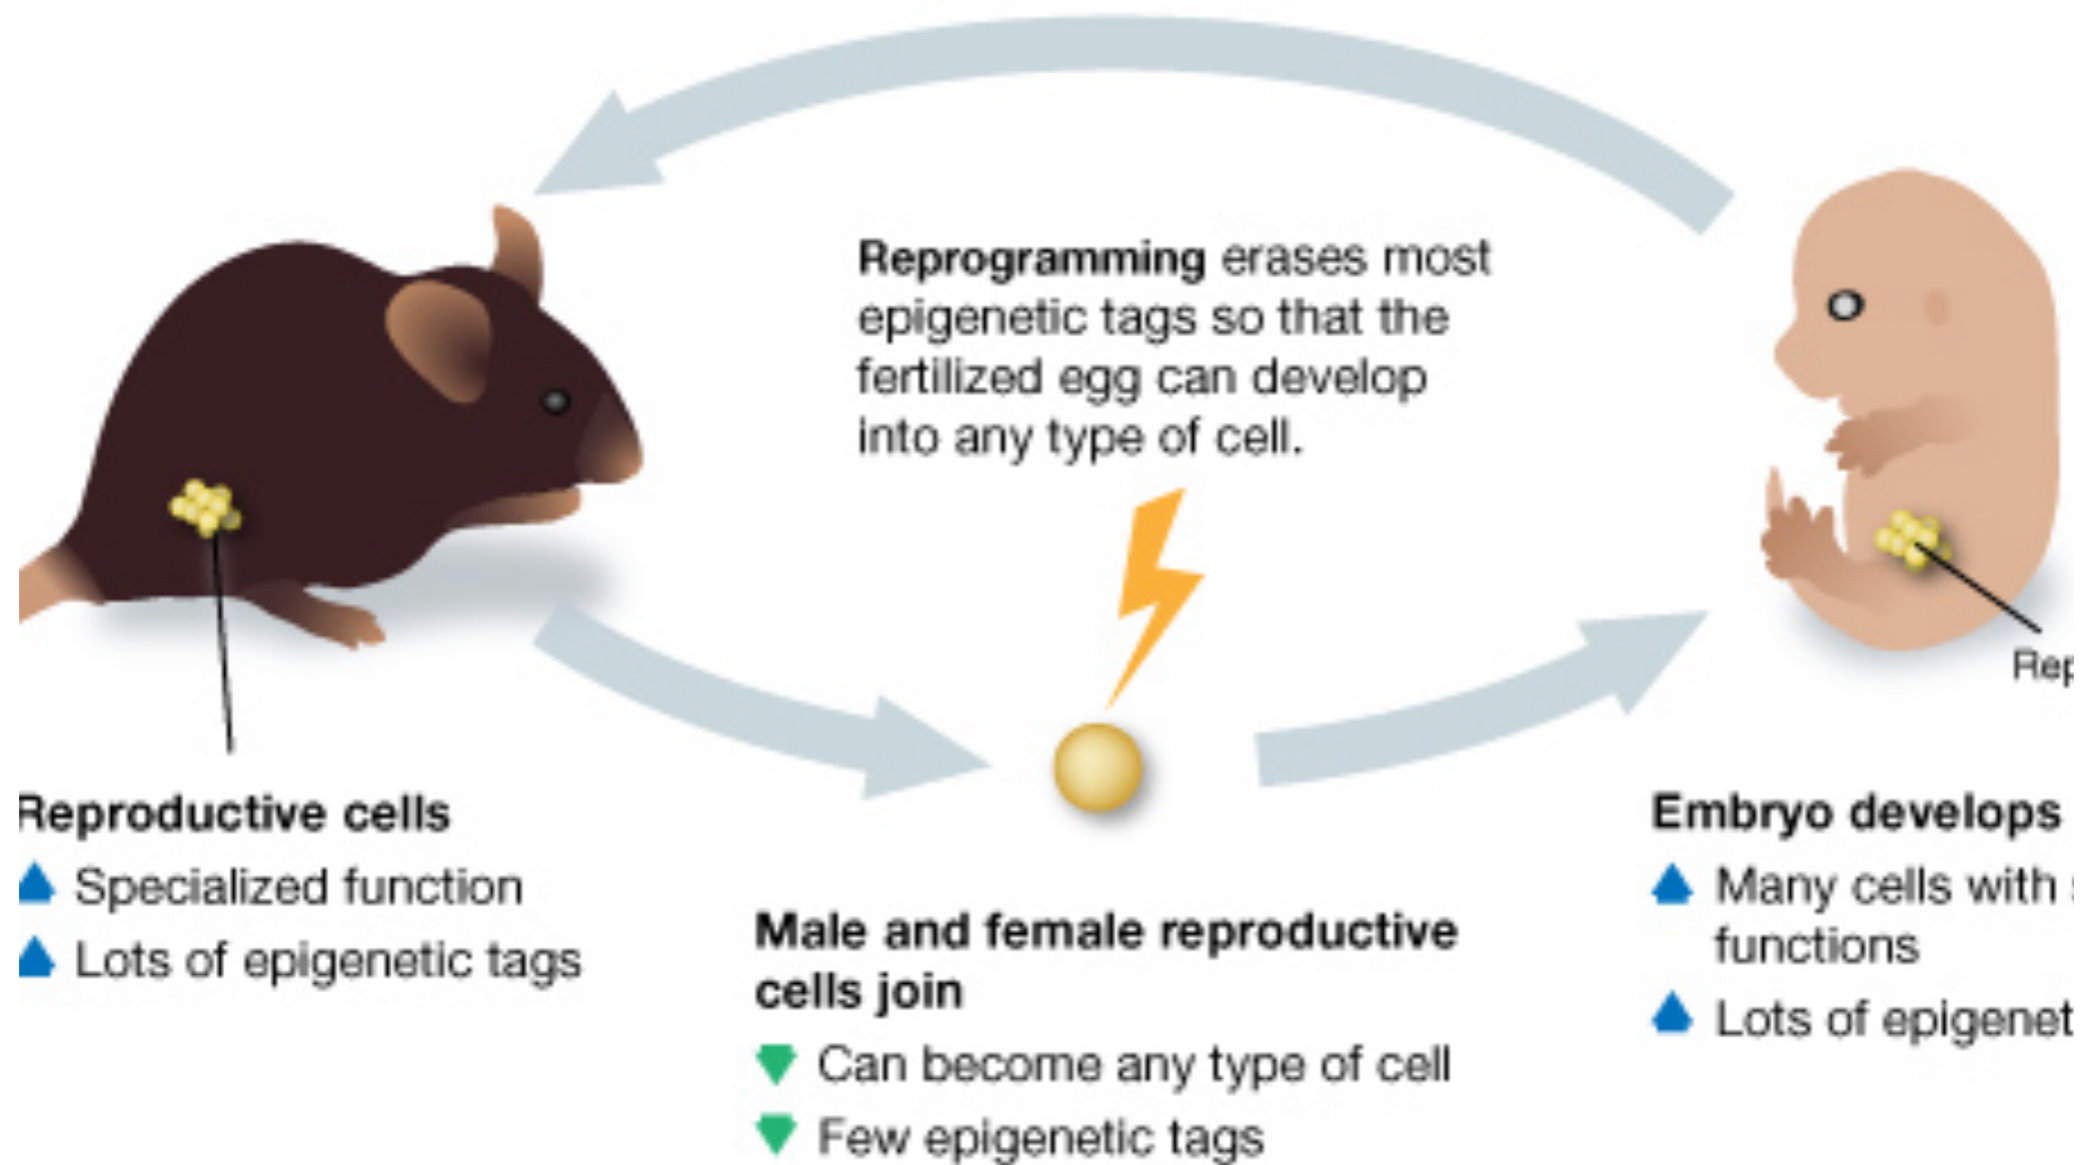 Reprogramming erases most
epigenetic tags so that the
fertilized egg can develop
into any type of cell.
Reproductive cells
Specialized function
Lots of epigenetic tags
Male and female reproductive
cells join
Can become any type of cell
Few epigenetic tags
Embryo develops
Many cells with
functions
Lots of